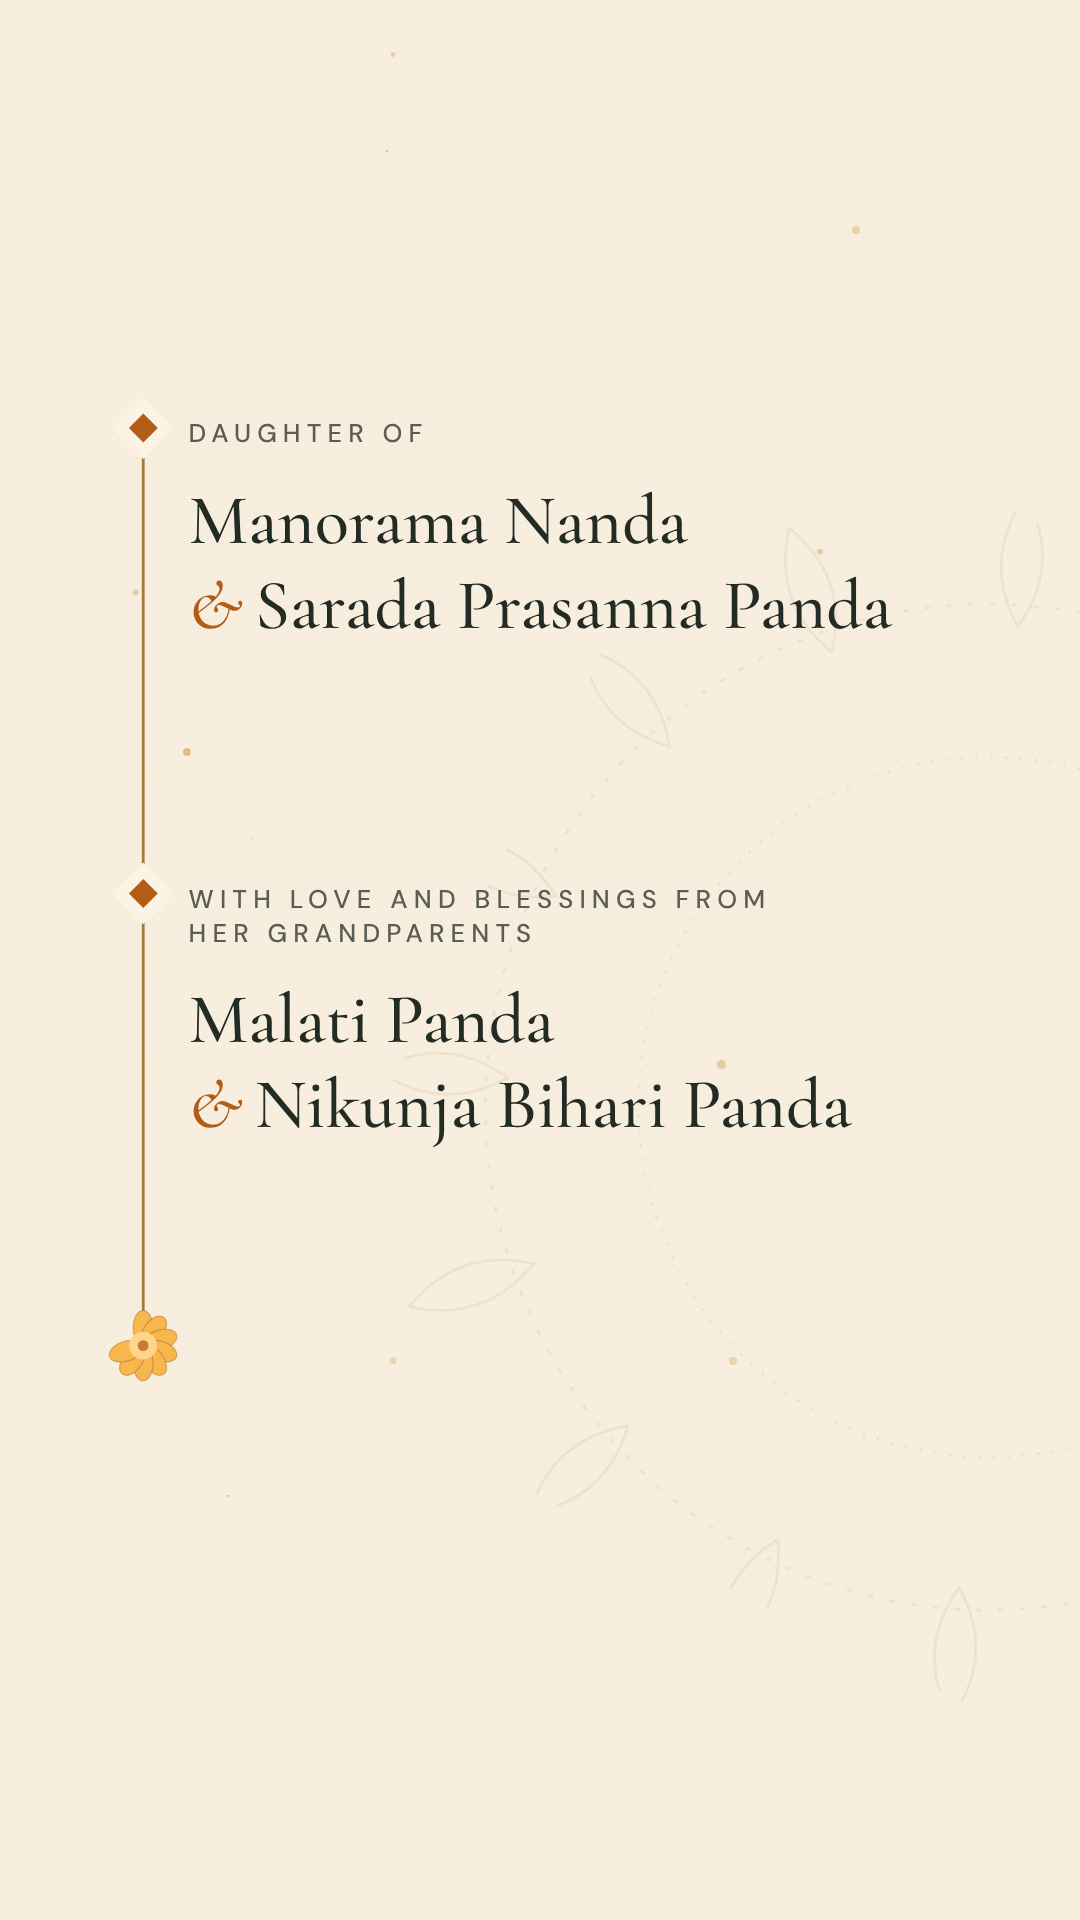 DAUGHTER OF
Manorama Nanda
& Sarada Prasanna Panda
WITH LOVE AND BLESSINGS FROM
HER GRANDPARENTS
Malati Panda
& Nikunja Bihari Panda